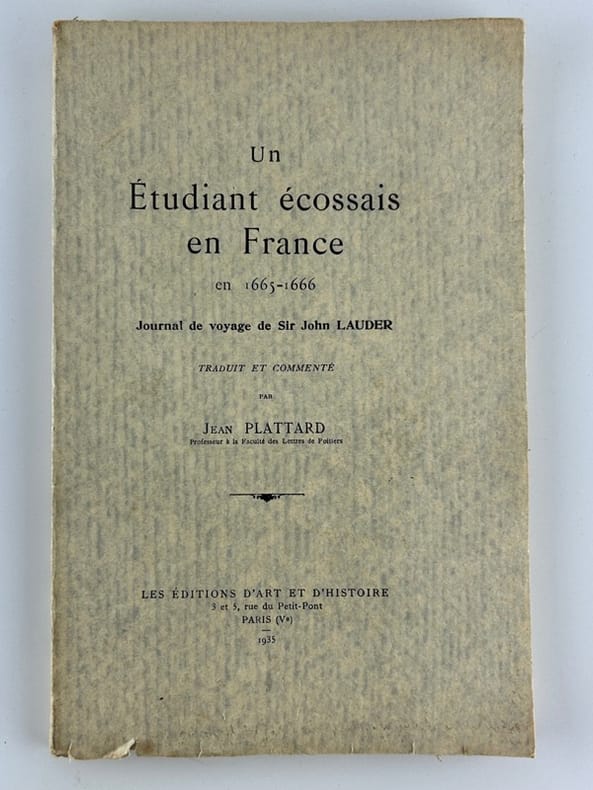 Un
Étudiant écossais
en France
en 1665-1666
Journal de voyage de Sir John LAUDER
TRADUIT ET COMMENTÉ
PAR
JEAN PLATTARD
Professeur à la Faculté des Lettres de Poitiers
LES ÉDITIONS D'ART ET D'HISTOIRE
3 et 5, rue du Petit-Pont
PARIS (Vᵉ)
1935